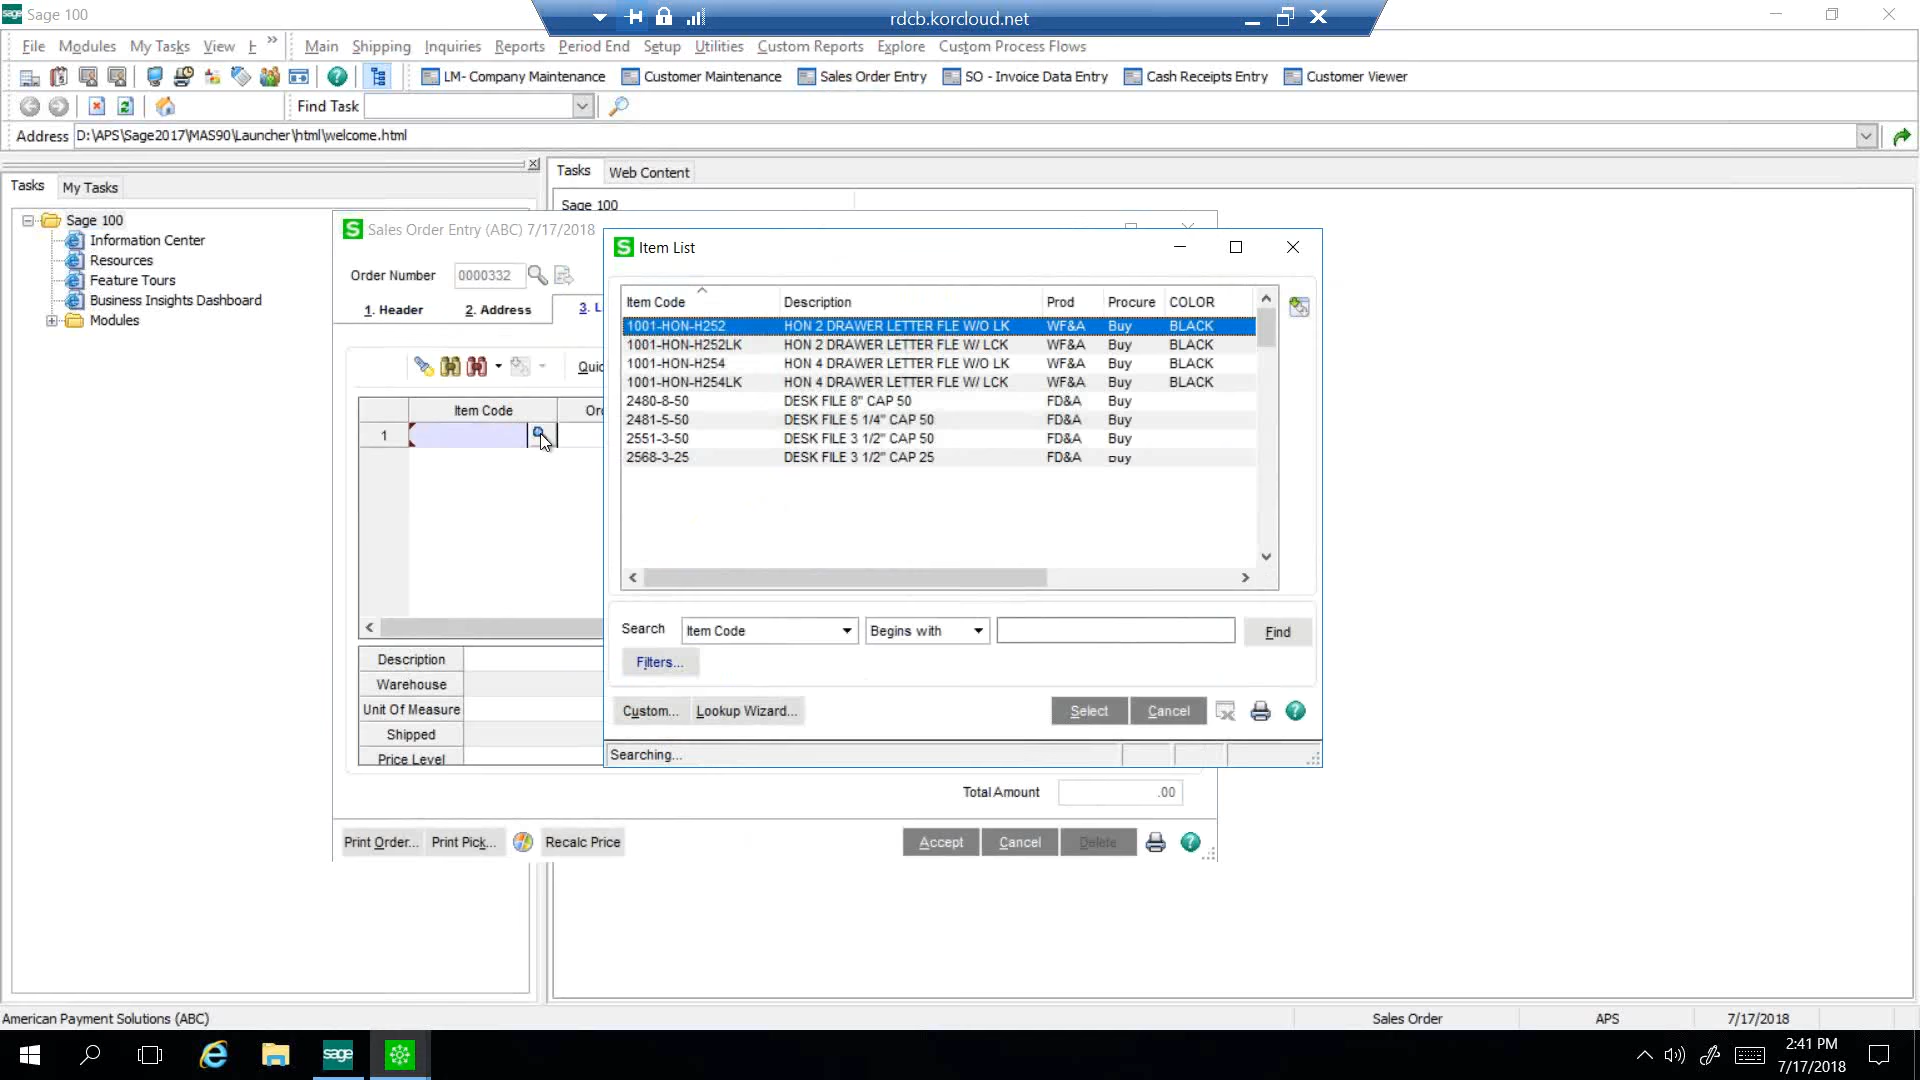 Sage 100
rdcb.korcloud.net
File Modules My Tasks View Main Shipping Inquiries Reports Period End Setup Utilities Custom Reports Explore Custom Process Flows
LM- Company Maintenance Customer Maintenance Sales Order Entry SO - Invoice Data Entry Cash Receipts Entry Customer Viewer
Find Task
Address D:\APS\Sage2017\MAS90\Launcher\html\welcome.html
Tasks My Tasks
Tasks Web Content
Sage 100
Sage 100
Information Center
Resources
Feature Tours
Business Insights Dashboard
Modules
Sales Order Entry (ABC) 7/17/2018
Order Number 0000332
1. Header 2. Address 3. L
Quic
Item Code Ord
1
Description
Warehouse
Unit Of Measure
Shipped
Price Level
Total Amount .00
Print Order... Print Pick... Recalc Price Accept Cancel Delete
Item List
Item Code Description Prod Procure COLOR
1001-HON-H252 HON 2 DRAWER LETTER FLE W/O LK WF&A Buy BLACK
1001-HON-H252LK HON 2 DRAWER LETTER FLE W/ LCK WF&A Buy BLACK
1001-HON-H254 HON 4 DRAWER LETTER FLE W/O LK WF&A Buy BLACK
1001-HON-H254LK HON 4 DRAWER LETTER FLE W/ LCK WF&A Buy BLACK
2480-8-50 DESK FILE 8" CAP 50 FD&A Buy
2481-5-50 DESK FILE 5 1/4" CAP 50 FD&A Buy
2551-3-50 DESK FILE 3 1/2" CAP 50 FD&A Buy
2568-3-25 DESK FILE 3 1/2" CAP 25 FD&A Buy
Search Item Code Begins with Find
Filters...
Custom... Lookup Wizard... Select Cancel
Searching...
American Payment Solutions (ABC) Sales Order APS 7/17/2018
sage
2:41 PM
7/17/2018